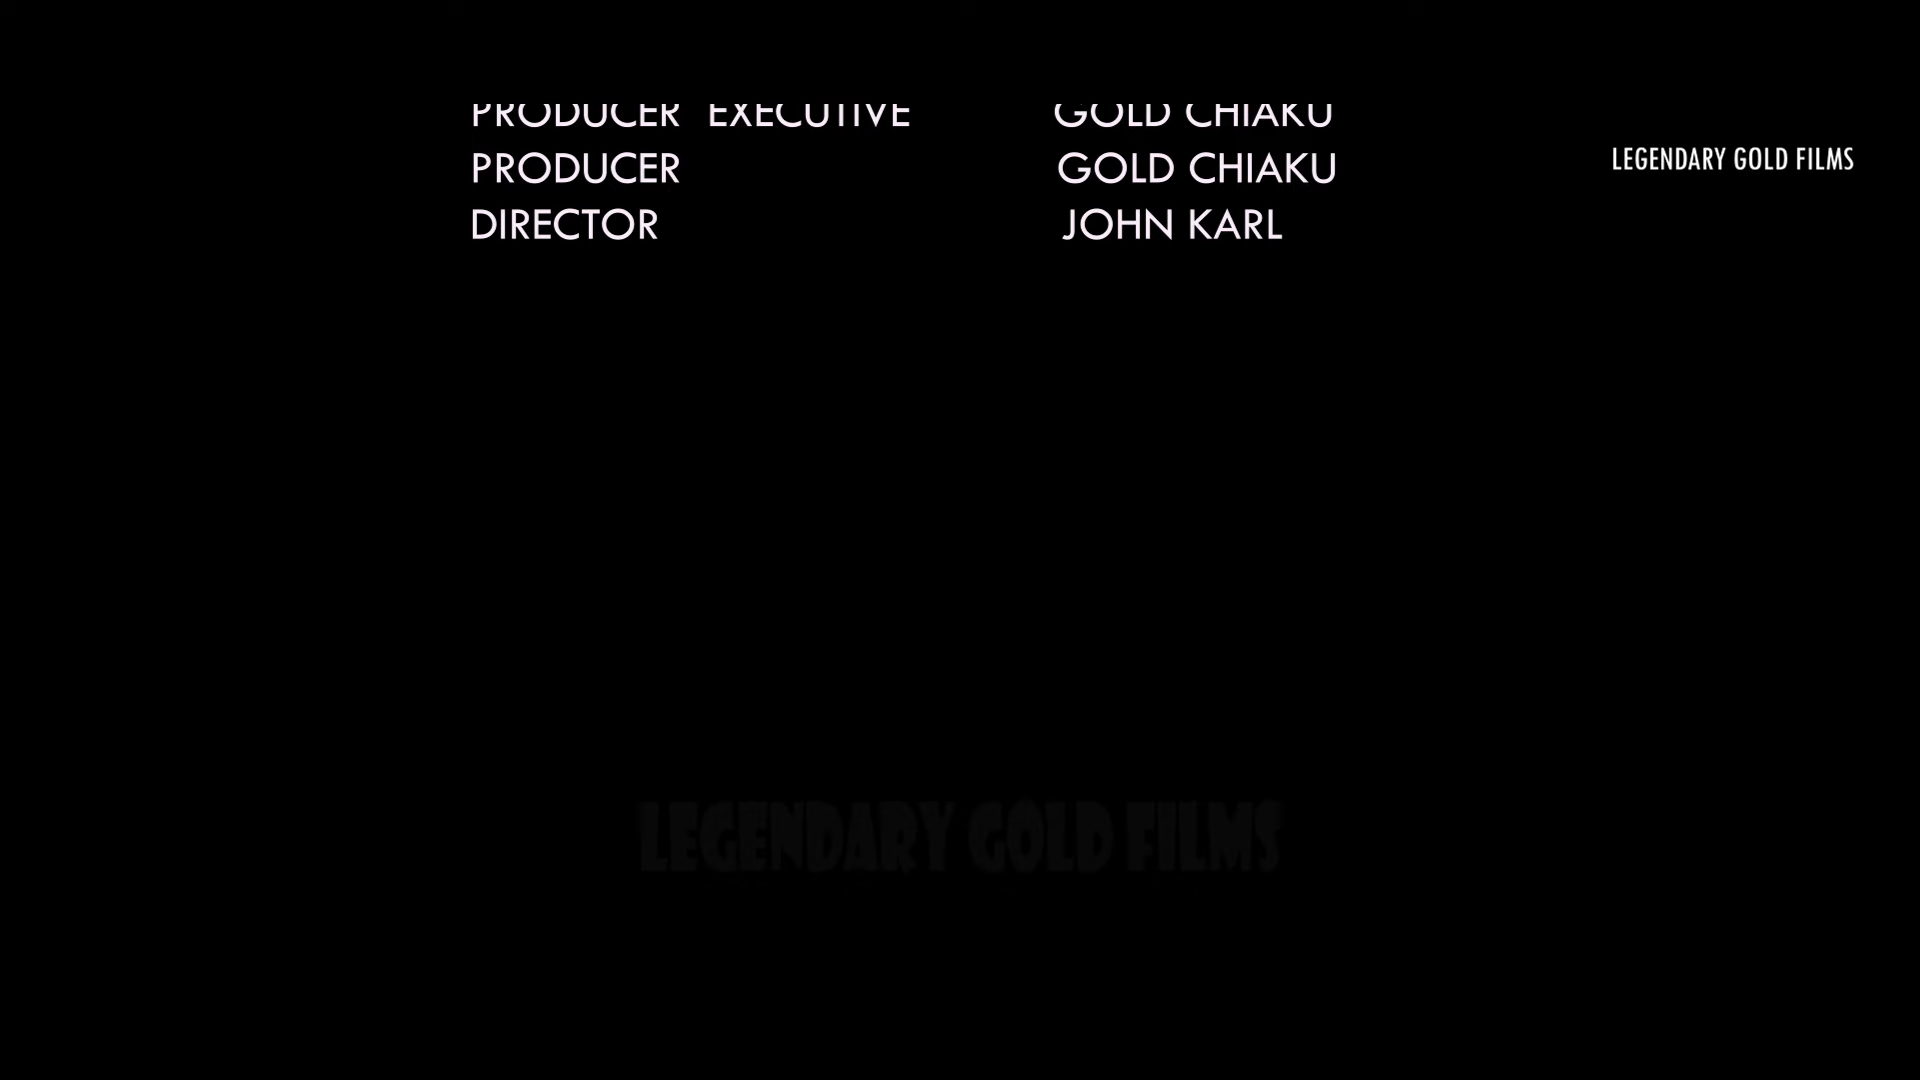 PRODUCER EXECUTIVE GOLD CHIAKU
PRODUCER GOLD CHIAKU
LEGENDARY GOLD FILMS
DIRECTOR JOHN KARL
LEGENDARY GOLD FILMS